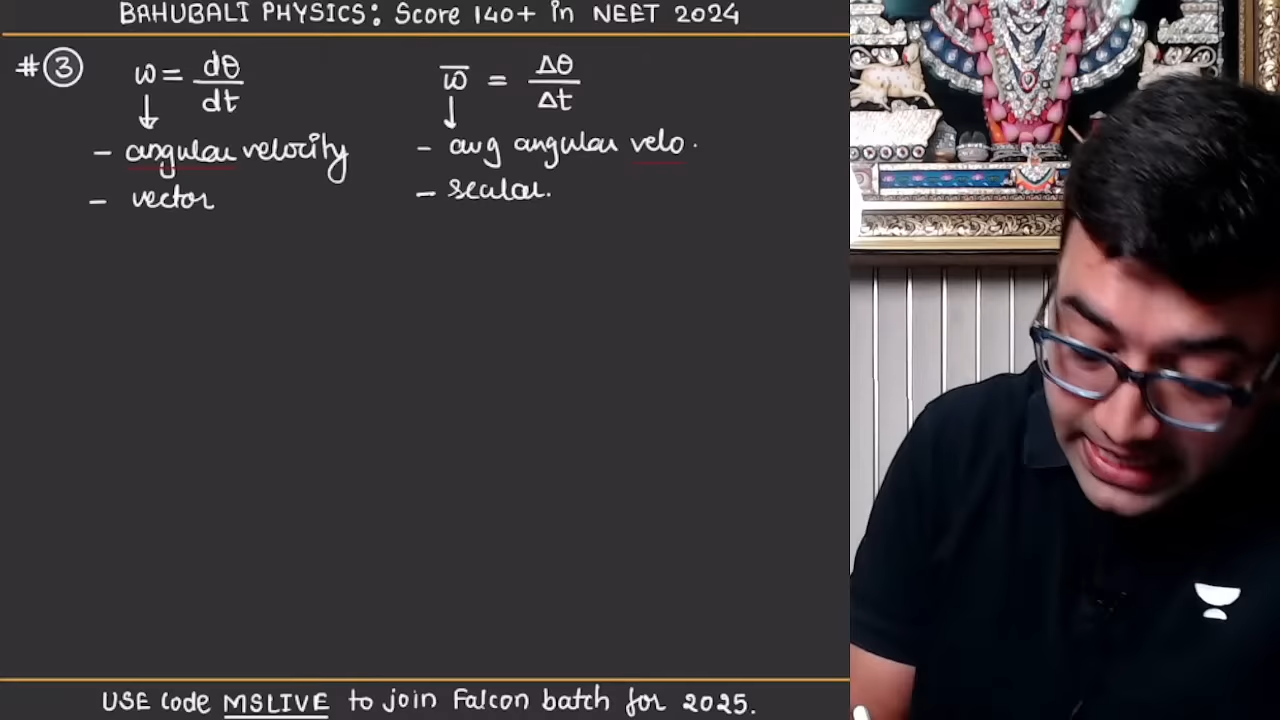 BAHUBALI PHYSICS: Score 140+ in NEET 2024
#③ ω = dθ/dt
- angular velocity
- vector
ω̅ = Δθ/Δt
- avg angular velo.
- scalar.
USE Code MSLIVE to join Falcon batch for 2025.